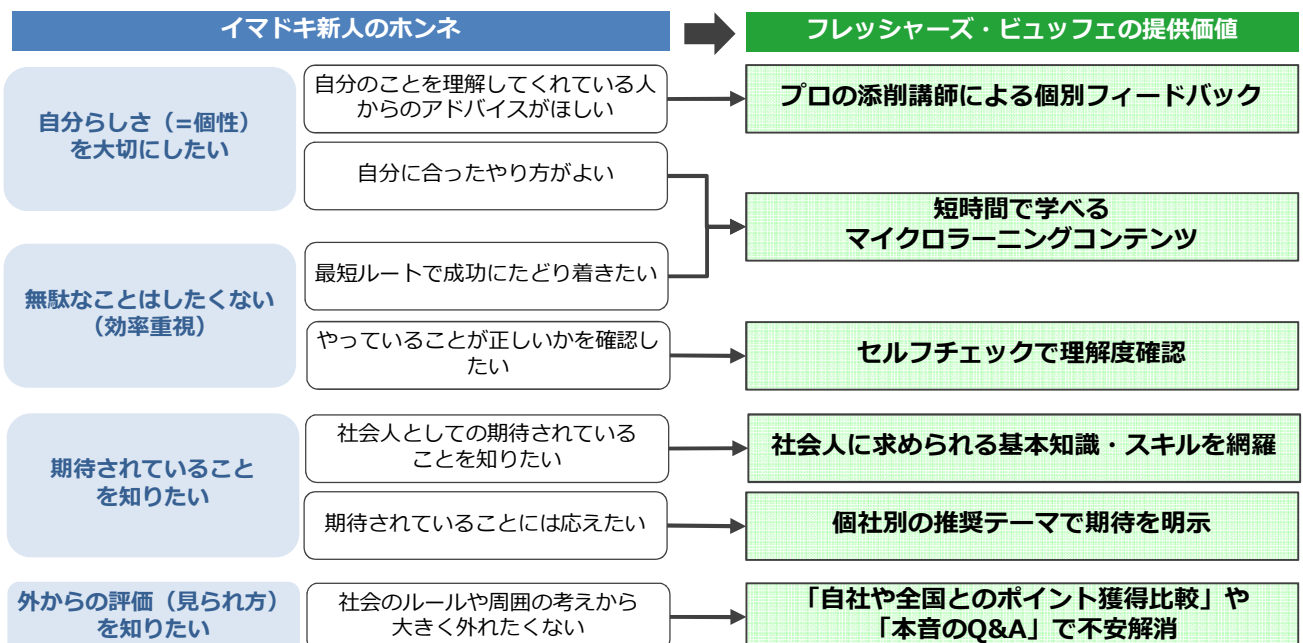 イマドキ新人のホンネ
フレッシャーズ・ビュッフェの提供価値
自分らしさ（=個性）
を大切にしたい
自分のことを理解してくれている人
からのアドバイスがほしい
プロの添削講師による個別フィードバック
自分に合ったやり方がよい
短時間で学べる
マイクロラーニングコンテンツ
無駄なことはしたくない
（効率重視）
最短ルートで成功にたどり着きたい
やっていることが正しいかを確認し
たい
セルフチェックで理解度確認
期待されていること
を知りたい
社会人としての期待されている
ことを知りたい
社会人に求められる基本知識・スキルを網羅
期待されていることには応えたい
個社別の推奨テーマで期待を明示
外からの評価（見られ方）
を知りたい
社会のルールや周囲の考えから
大きく外れたくない
「自社や全国とのポイント獲得比較」や
「本音のQ&A」で不安解消